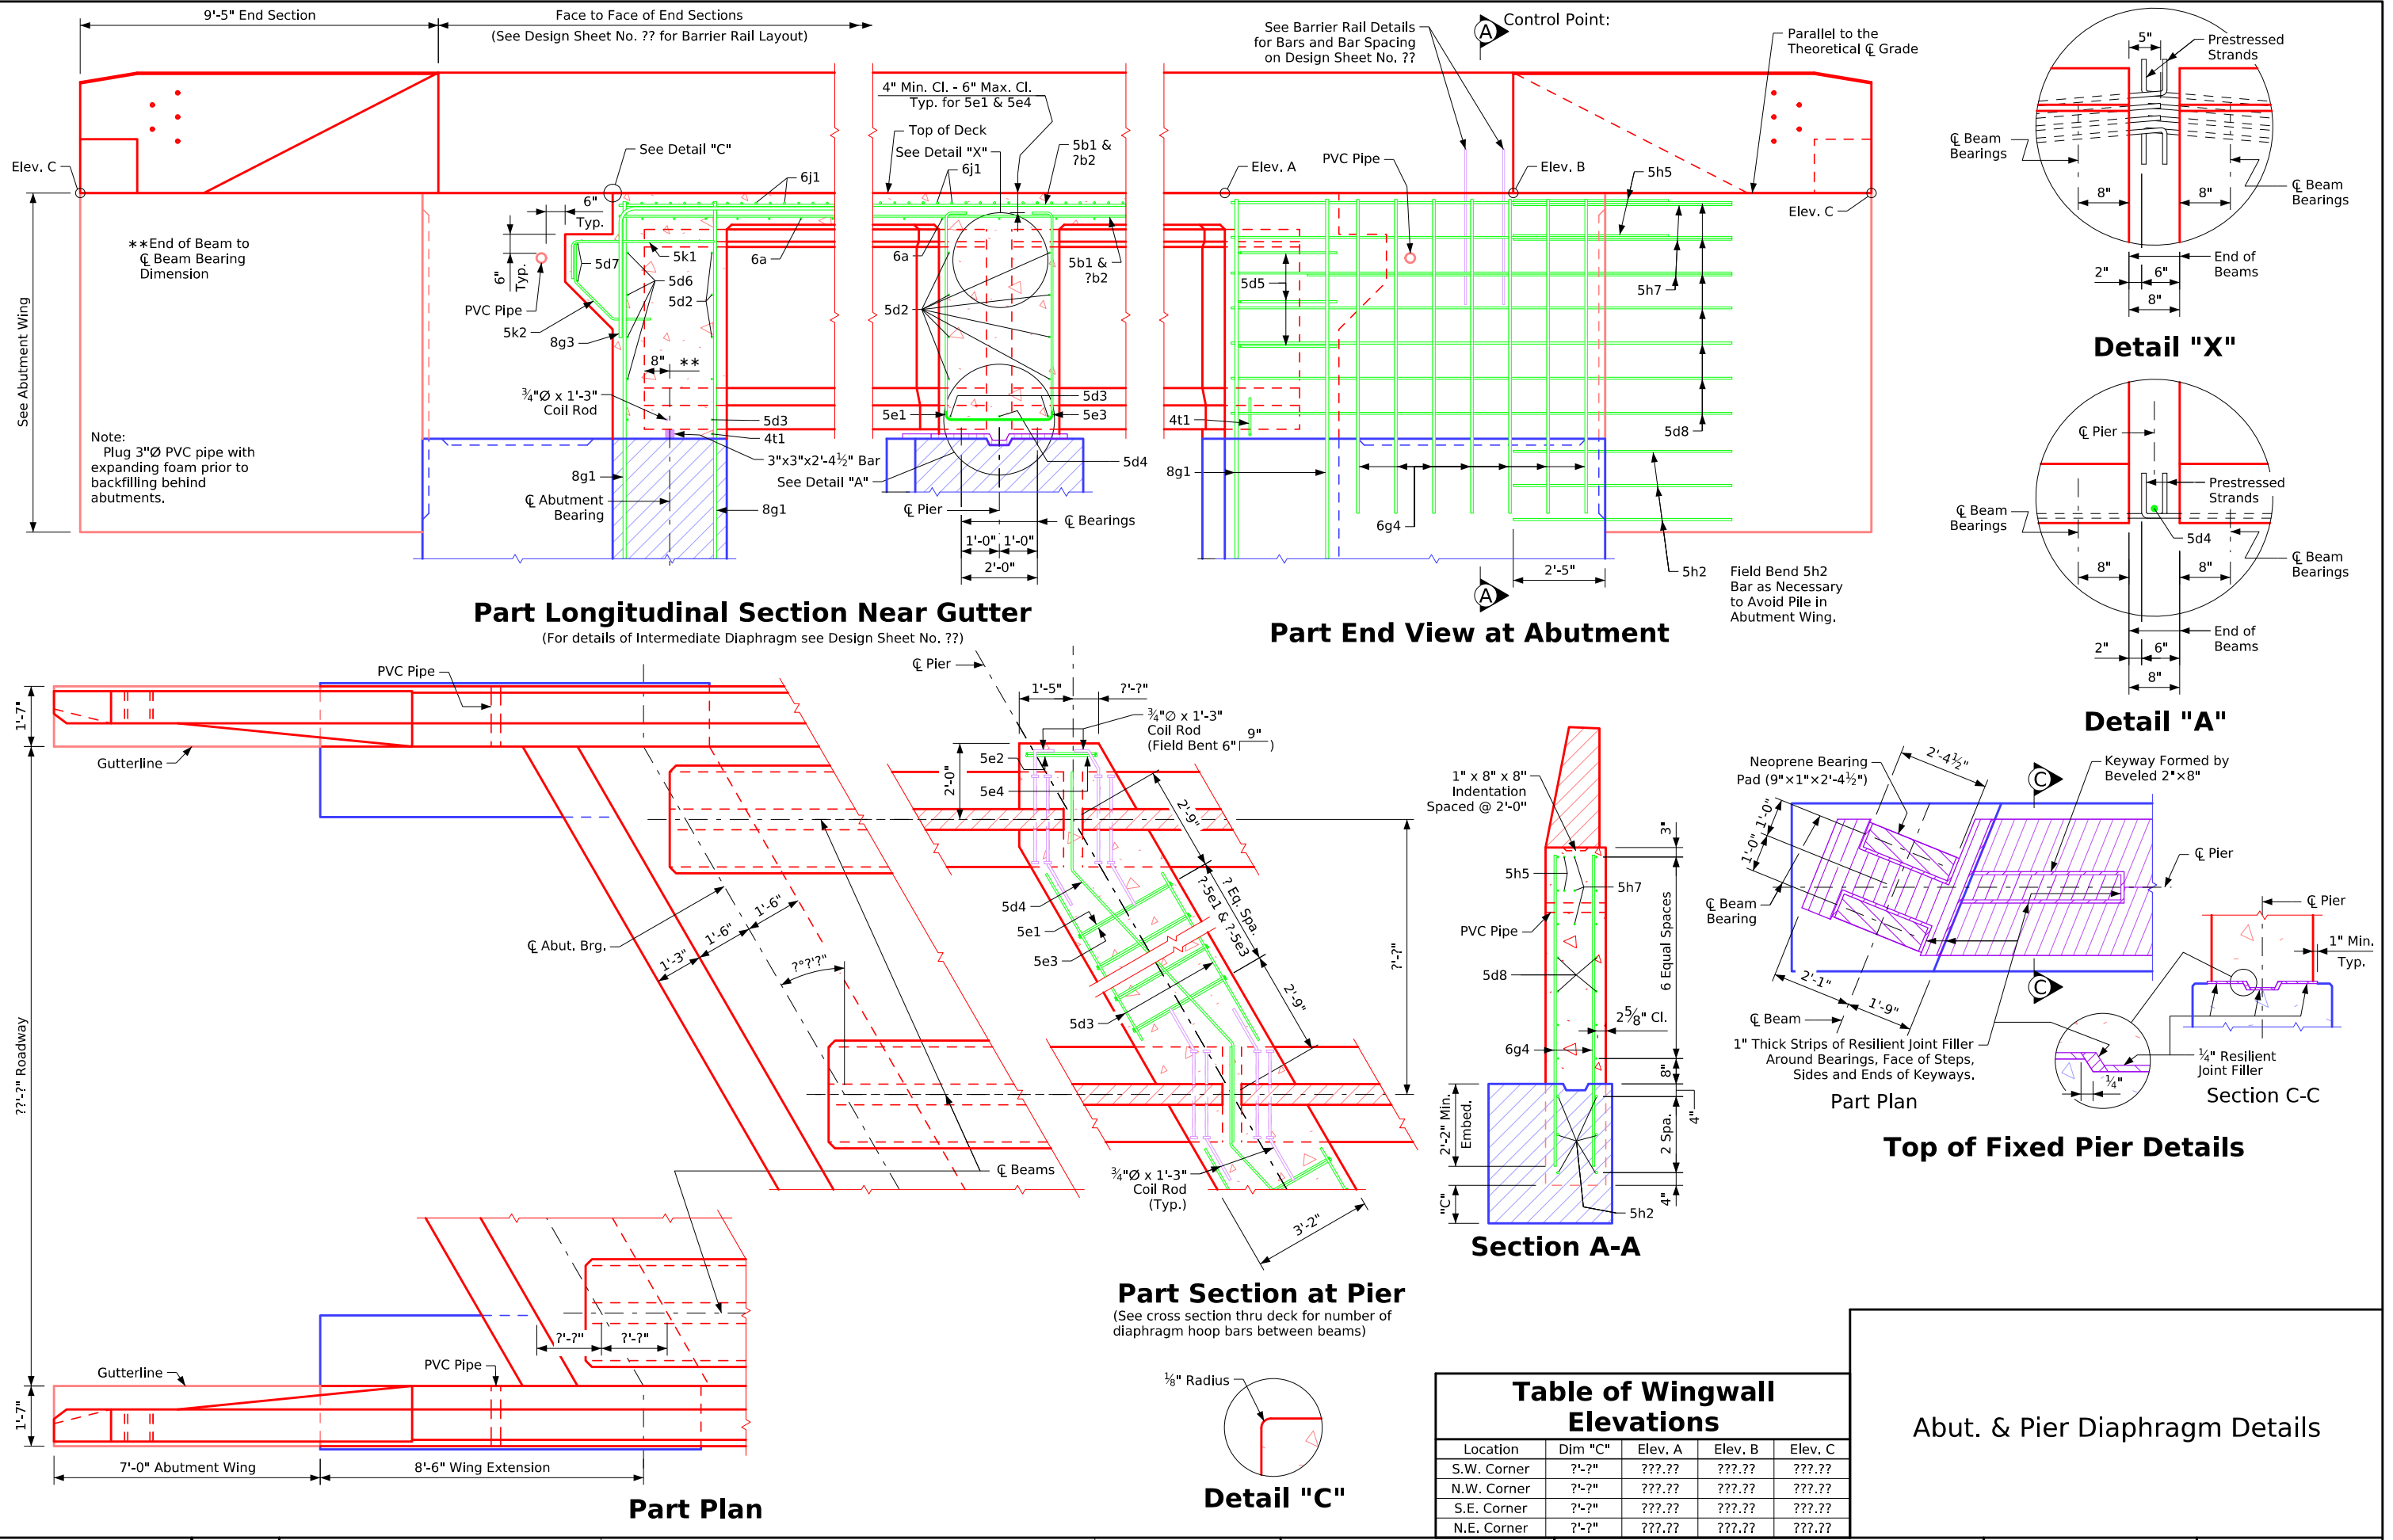 9'-5" End Section
Face to Face of End Sections
(See Design Sheet No. ?? for Barrier Rail Layout)
See Barrier Rail Details
for Bars and Bar Spacing
on Design Sheet No. ??
A
Control Point:
Parallel to the
Theoretical ℄ Grade
4" Min. Cl. - 6" Max. Cl.
Typ. for 5e1 & 5e4
Top of Deck
See Detail "X"
6j1
5b1 &
?b2
See Detail "C"
6j1
Elev. C
6"
Typ.
6"
Typ.
**End of Beam to
℄ Beam Bearing
Dimension
See Abutment Wing
5d7
5k1
5d6
5d2
6a
6a
5b1 &
?b2
5d2
PVC Pipe
5k2
8g3
8" **
¾"Ø x 1'-3"
Coil Rod
5d3
4t1
5e1
5d3
5e3
3"x3"x2'-4½" Bar
See Detail "A"
5d4
8g1
℄ Abutment
Bearing
8g1
℄ Pier
℄ Bearings
1'-0"
1'-0"
2'-0"
Note:
Plug 3"Ø PVC pipe with
expanding foam prior to
backfilling behind
abutments.
Part Longitudinal Section Near Gutter
(For details of Intermediate Diaphragm see Design Sheet No. ??)
Elev. A
PVC Pipe
Elev. B
5h5
Elev. C
5d5
5h7
4t1
5d8
8g1
6g4
5h2
2'-5"
A
Field Bend 5h2
Bar as Necessary
to Avoid Pile in
Abutment Wing.
Part End View at Abutment
5"
Prestressed
Strands
℄ Beam
Bearings
8"
8"
℄ Beam
Bearings
End of
Beams
2"
6"
8"
Detail "X"
℄ Pier
Prestressed
Strands
℄ Beam
Bearings
5d4
8"
8"
℄ Beam
Bearings
End of
Beams
2"
6"
8"
Detail "A"
PVC Pipe
1'-7"
Gutterline
℄ Abut. Brg.
1'-3"
1'-6"
1'-6"
?°?'?"
??'-?" Roadway
℄ Beams
?'-?"
?'-?"
Gutterline
PVC Pipe
1'-7"
7'-0" Abutment Wing
8'-6" Wing Extension
Part Plan
℄ Pier
1'-5"
?'-?"
¾"∅ x 1'-3"
Coil Rod
(Field Bent 6" 9" )
5e2
2'-0"
5e4
2'-9"
5d4
5e1
5e3
? Eq. Spa.
?-5e1 & ?-5e3
5d3
2'-9"
?'-?"
¾"Ø x 1'-3"
Coil Rod
(Typ.)
3'-2"
Part Section at Pier
(See cross section thru deck for number of
diaphragm hoop bars between beams)
⅛" Radius
Detail "C"
1" x 8" x 8"
Indentation
Spaced @ 2'-0"
3"
5h5
5h7
PVC Pipe
5d8
6 Equal Spaces
2⅝" Cl.
6g4
8"
2'-2" Min.
Embed.
4"
2 Spa.
4"
"C"
5h2
Section A-A
Neoprene Bearing
Pad (9"×1"×2'-4½")
2'-4½"
C
Keyway Formed by
Beveled 2"×8"
1'-0"
1'-0"
℄ Pier
℄ Beam
Bearing
℄ Pier
1" Min.
Typ.
2'-1"
1'-9"
C
℄ Beam
1" Thick Strips of Resilient Joint Filler
Around Bearings, Face of Steps,
Sides and Ends of Keyways.
¼"
¼" Resilient
Joint Filler
Part Plan
Section C-C
Top of Fixed Pier Details
Table of Wingwall
Elevations
Location Dim "C" Elev. A Elev. B Elev. C
S.W. Corner ?'-?" ???.?? ???.?? ???.??
N.W. Corner ?'-?" ???.?? ???.?? ???.??
S.E. Corner ?'-?" ???.?? ???.?? ???.??
N.E. Corner ?'-?" ???.?? ???.?? ???.??
Abut. & Pier Diaphragm Details